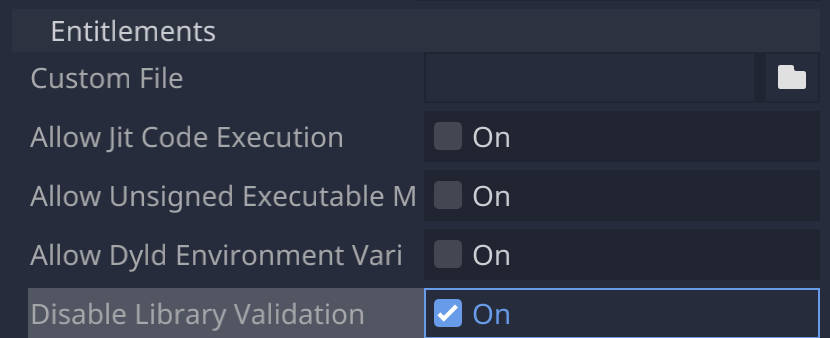 Entitlements
Custom File
Allow Jit Code Execution On
Allow Unsigned Executable M On
Allow Dyld Environment Vari On
Disable Library Validation On